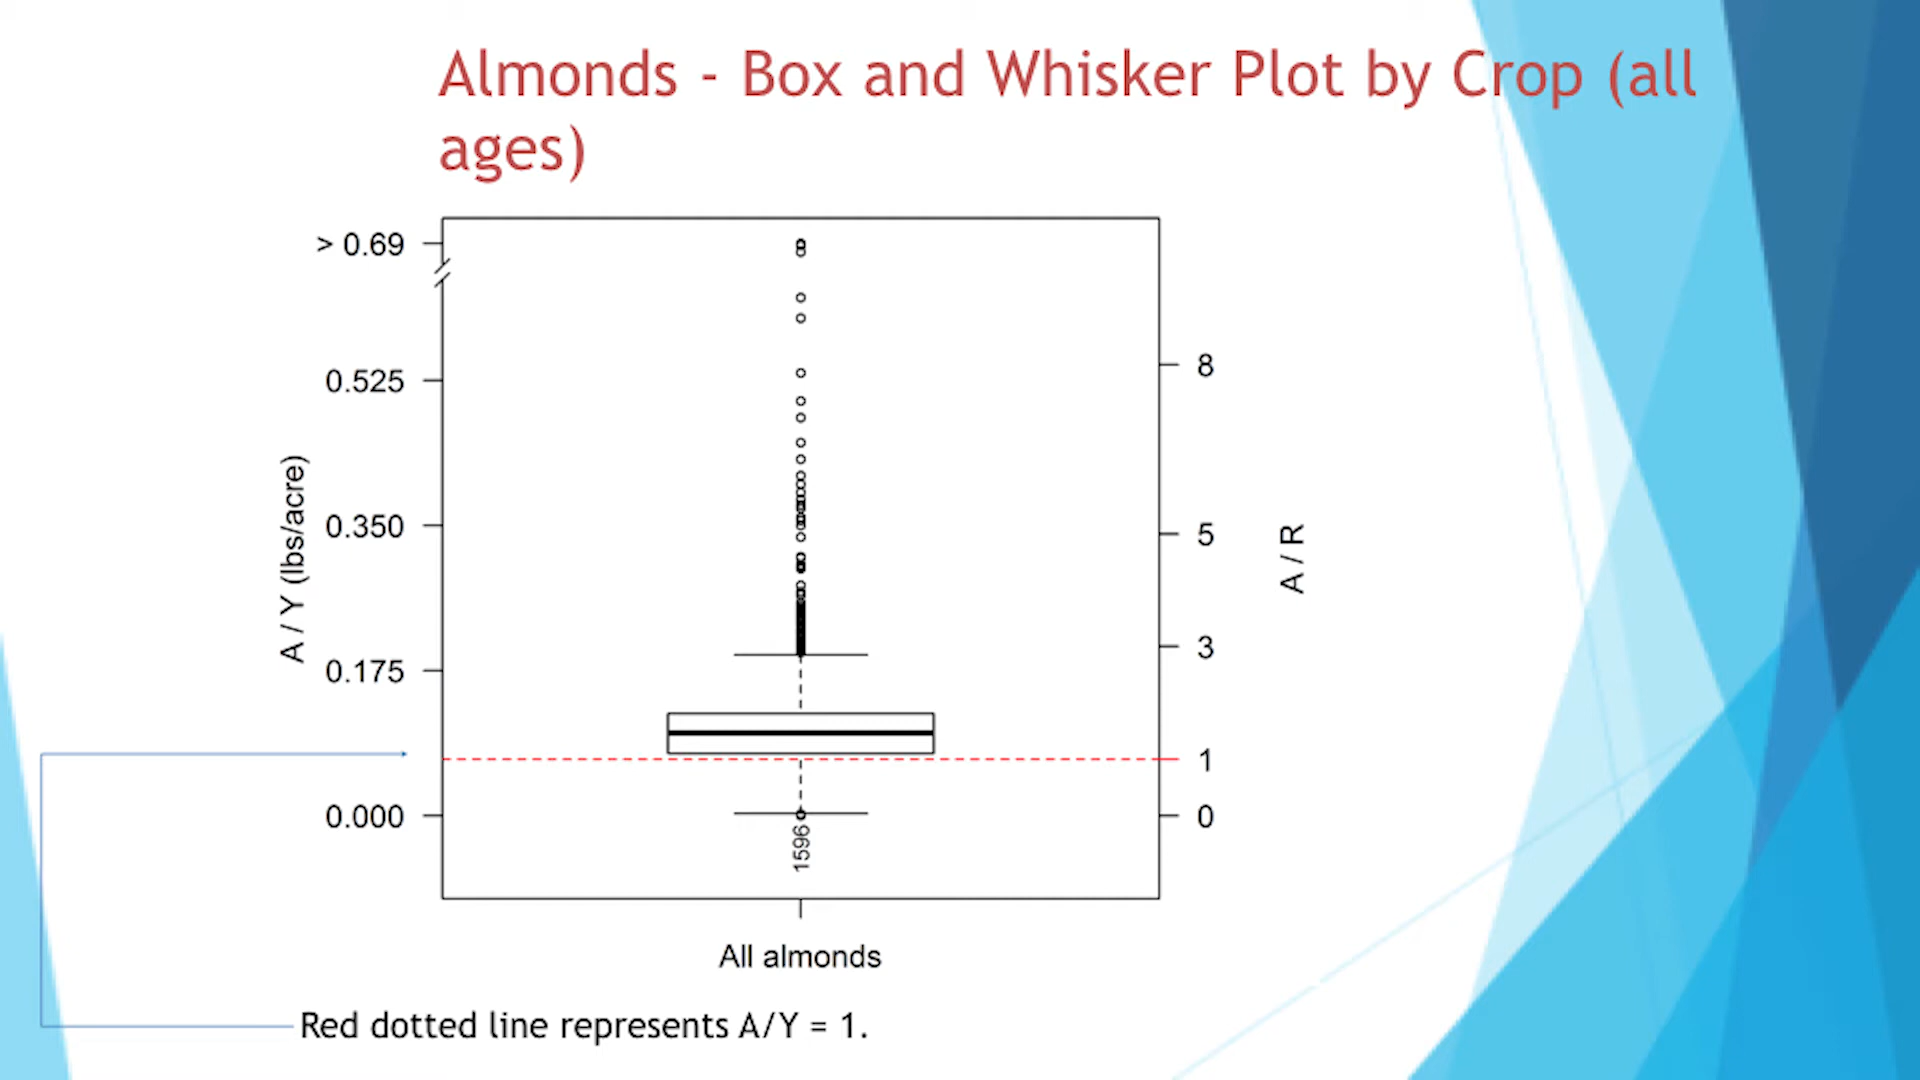 Almonds - Box and Whisker Plot by Crop (all
ages)
> 0.69
0.525
0.350
0.175
0.000
A / Y (lbs/acre)
8
5
3
1
0
A / R
1596
All almonds
Red dotted line represents A/Y = 1.